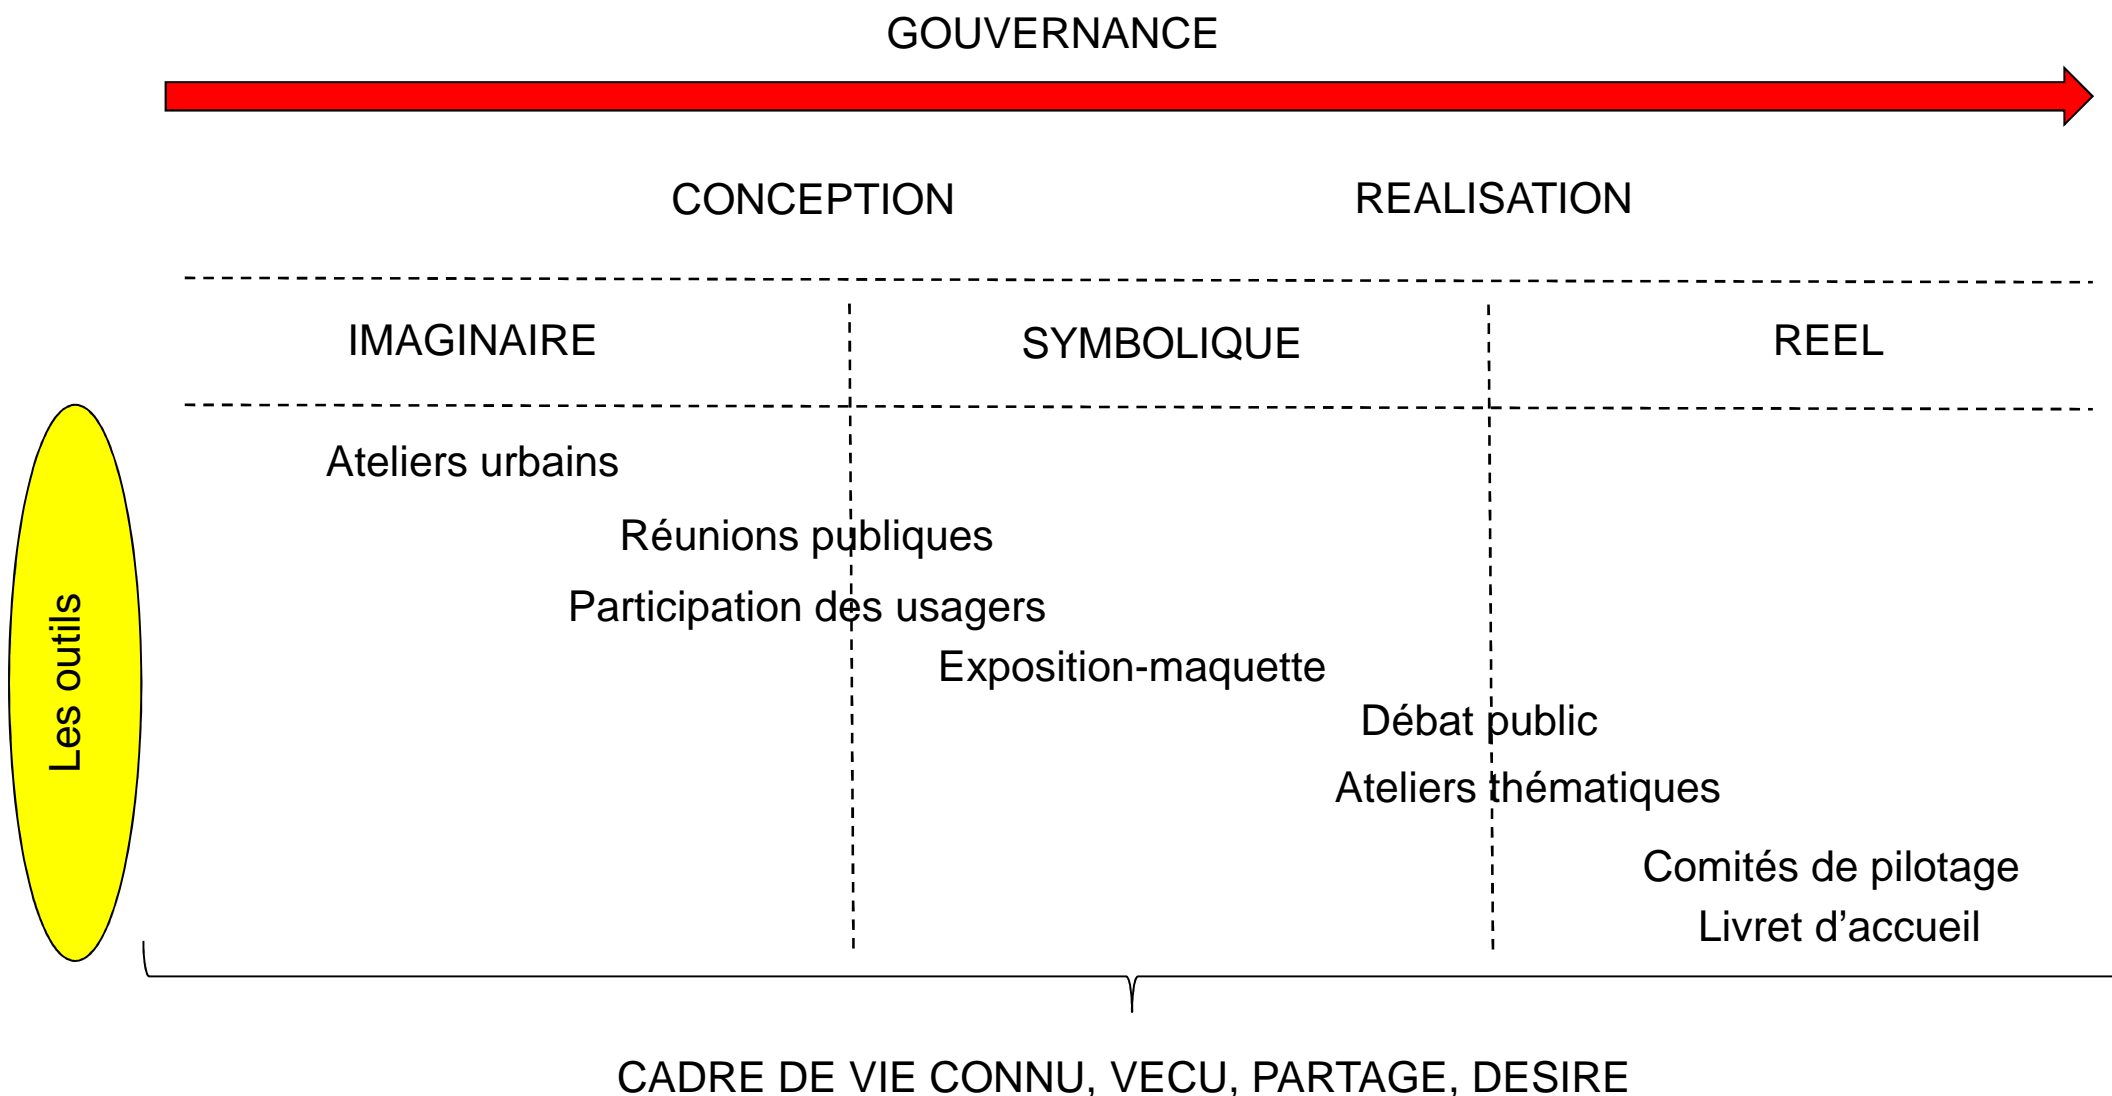 GOUVERNANCE
CONCEPTION
REALISATION
IMAGINAIRE
SYMBOLIQUE
REEL
Les outils
Ateliers urbains
Réunions publiques
Participation des usagers
Exposition-maquette
Débat public
Ateliers thématiques
Comités de pilotage
Livret d’accueil
CADRE DE VIE CONNU, VECU, PARTAGE, DESIRE